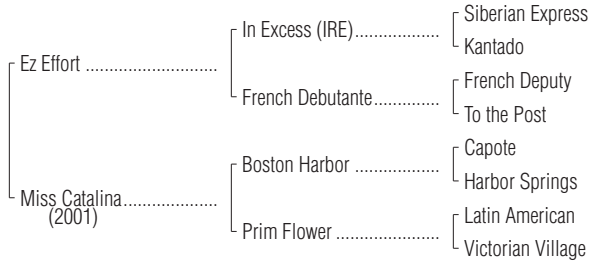 Siberian Express
In Excess (IRE)..................
Kantado
Ez Effort ............................
French Deputy
French Debutante..............
To the Post
Capote
Boston Harbor ..................
Harbor Springs
Miss Catalina....................
(2001)
Latin American
Prim Flower ......................
Victorian Village